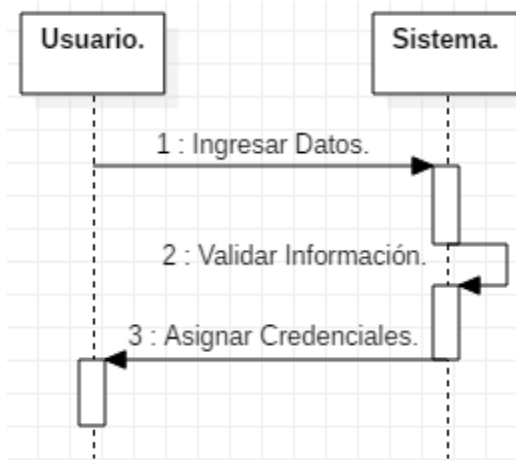 Usuario.
Sistema.
1 : Ingresar Datos.
2 : Validar Información.
3 : Asignar Credenciales.